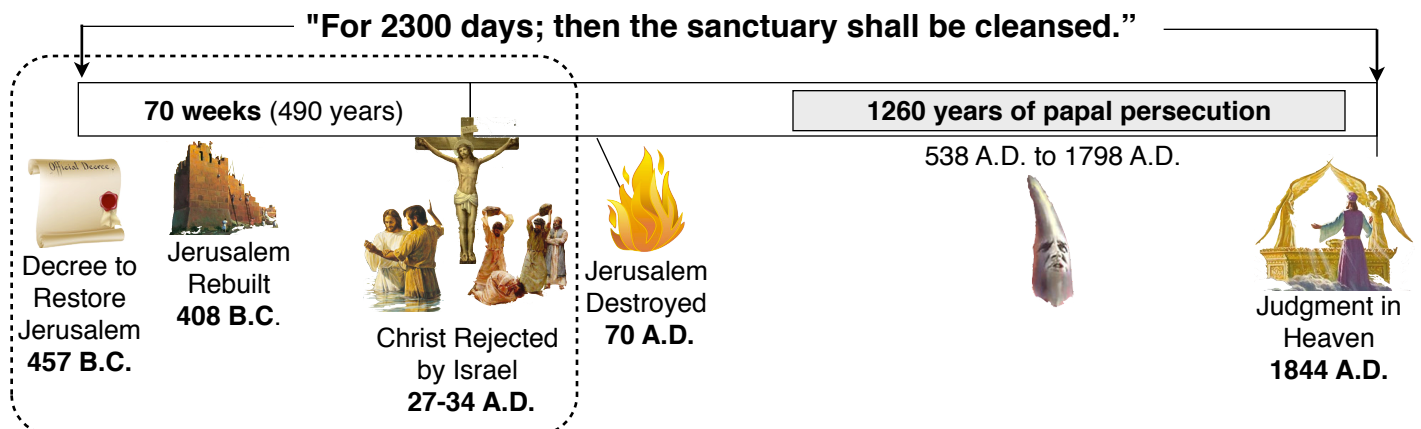 "For 2300 days; then the sanctuary shall be cleansed.”
70 weeks (490 years)
1260 years of papal persecution
538 A.D. to 1798 A.D.
Official Decree
Decree to
Restore
Jerusalem
457 B.C.
Jerusalem
Rebuilt
408 B.C.
Christ Rejected
by Israel
27-34 A.D.
Jerusalem
Destroyed
70 A.D.
Judgment in
Heaven
1844 A.D.